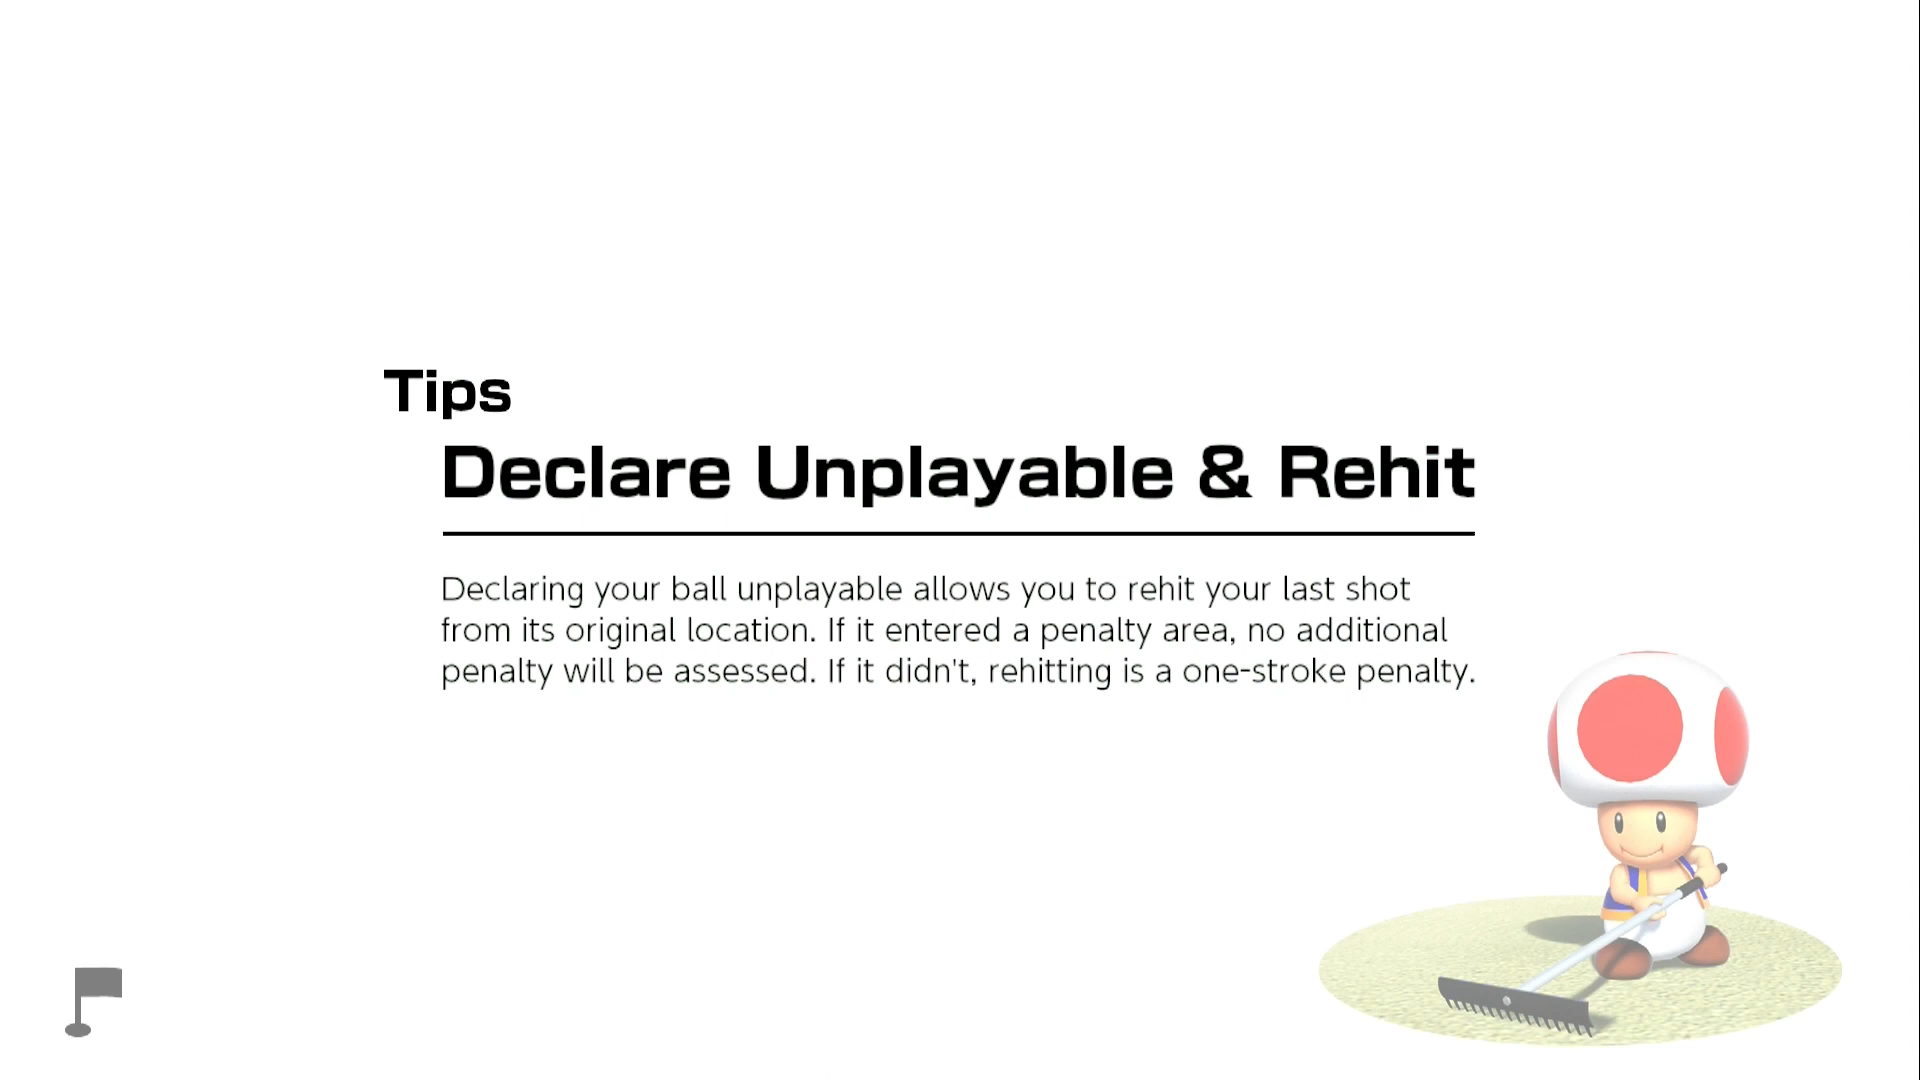 Tips
Declare Unplayable & Rehit
Declaring your ball unplayable allows you to rehit your last shot
from its original location. If it entered a penalty area, no additional
penalty will be assessed. If it didn't, rehitting is a one-stroke penalty.